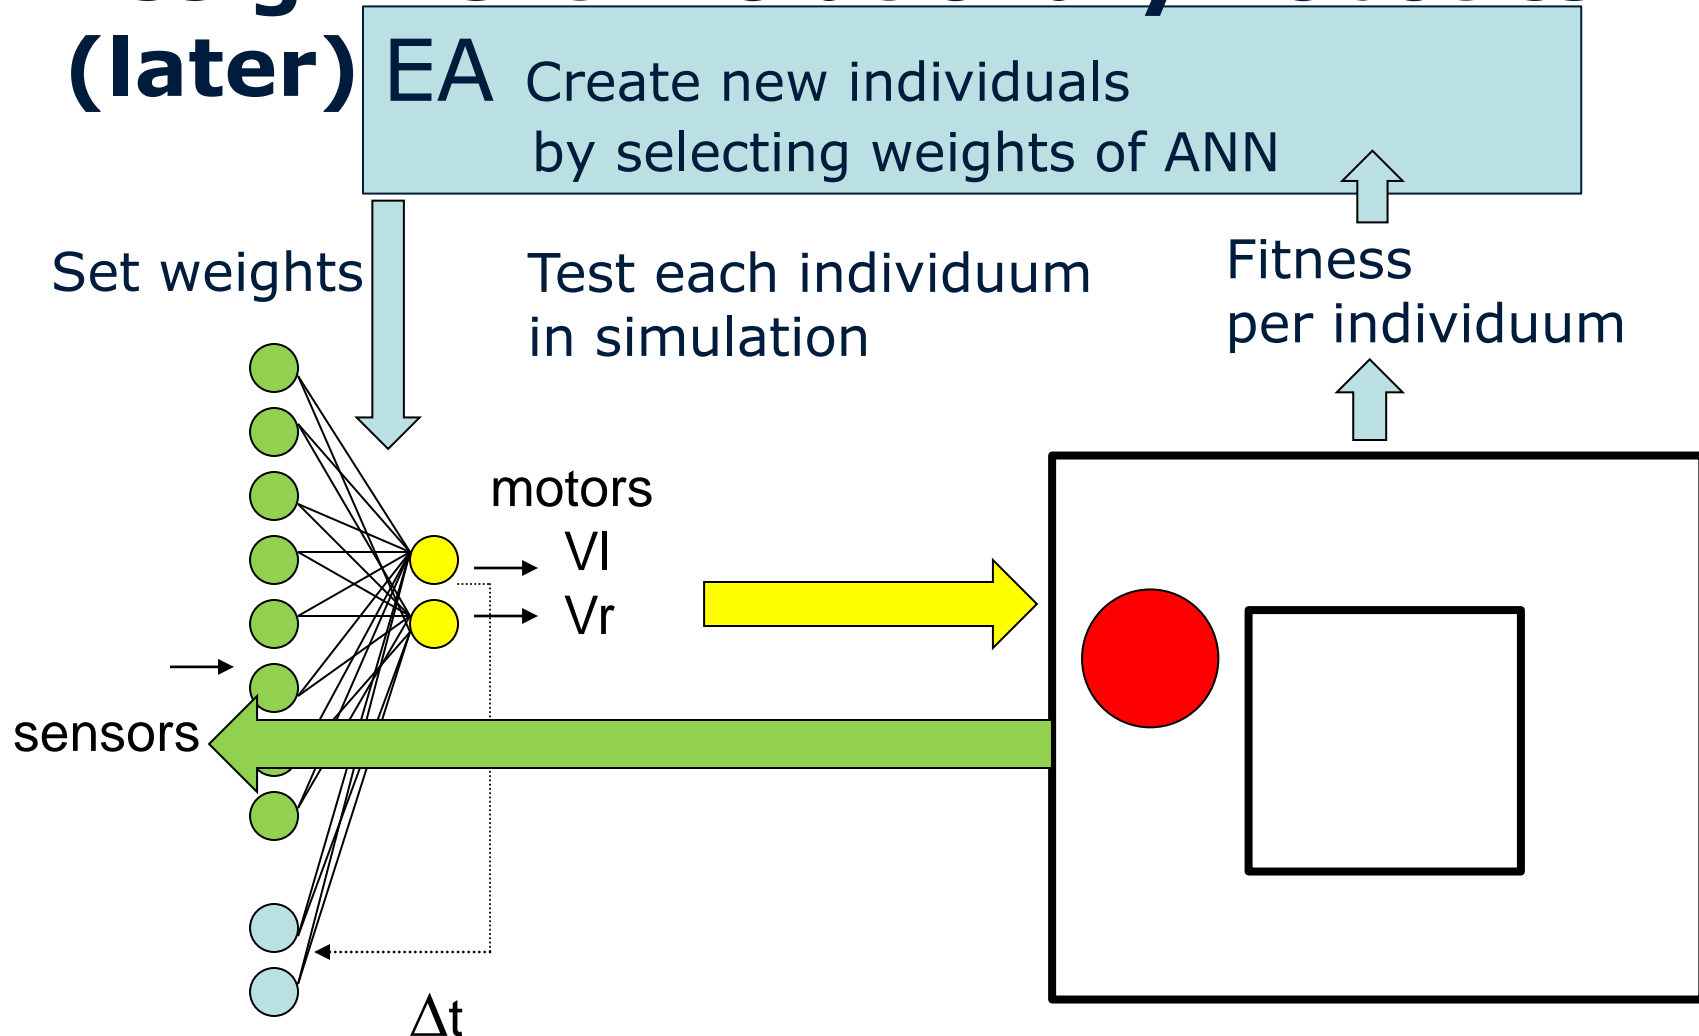 (later)
EA Create new individuals
by selecting weights of ANN
Set weights
Test each individuum
in simulation
Fitness
per individuum
motors
Vl
Vr
sensors
Δt